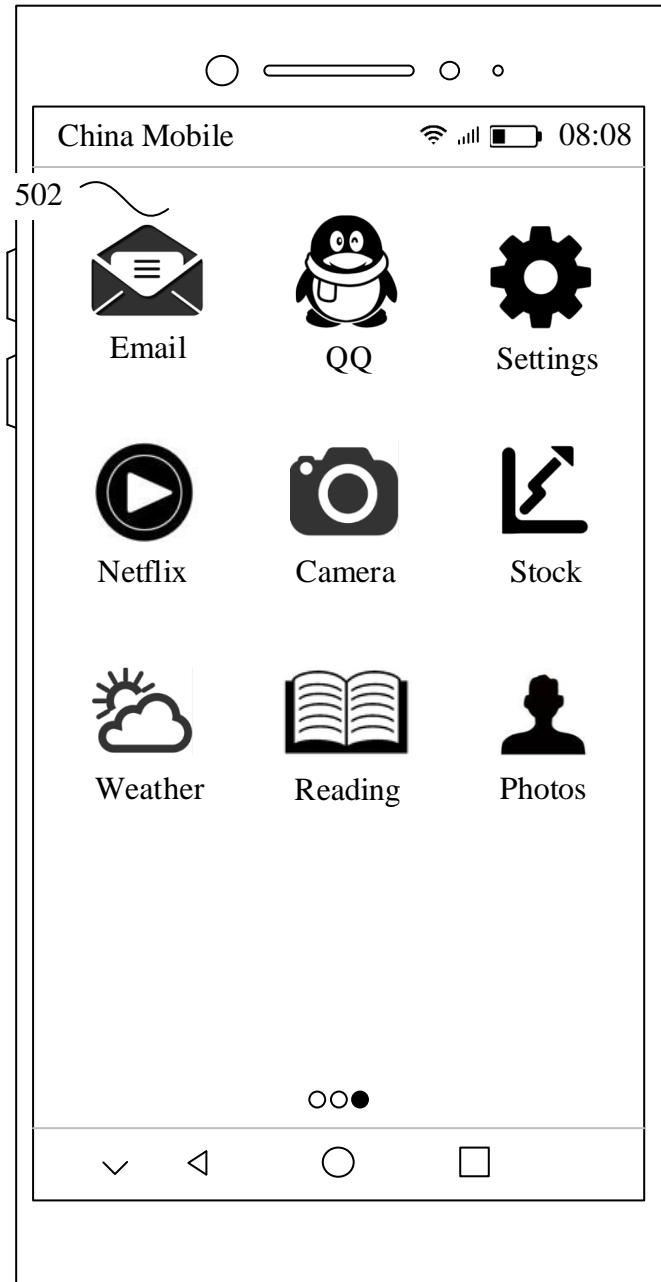 China Mobile 08:08
502
Email QQ Settings
Netflix Camera Stock
Weather Reading Photos